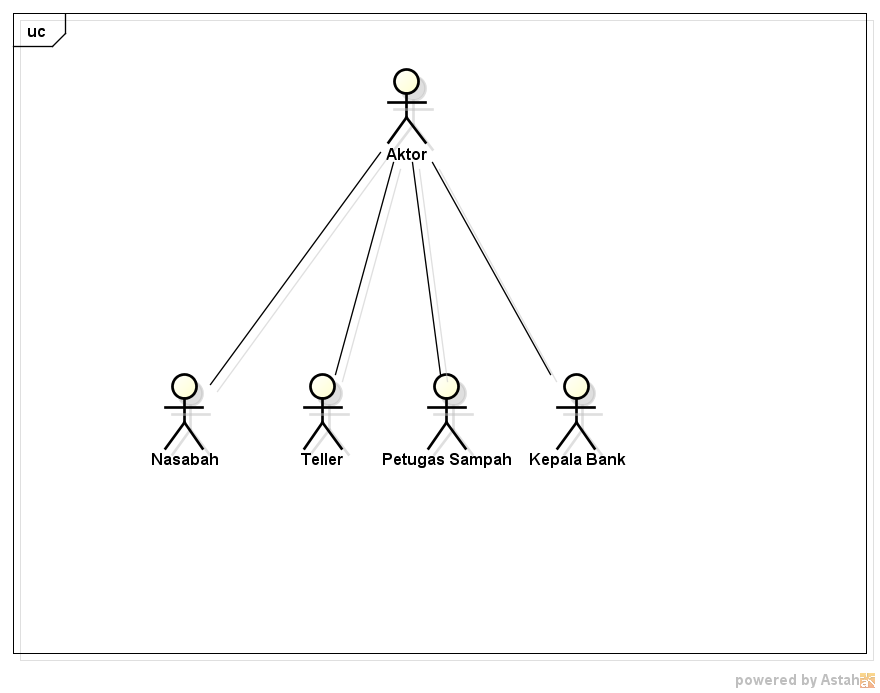 uc
Aktor
Nasabah
Teller
Petugas Sampah
Kepala Bank
powered by Astah